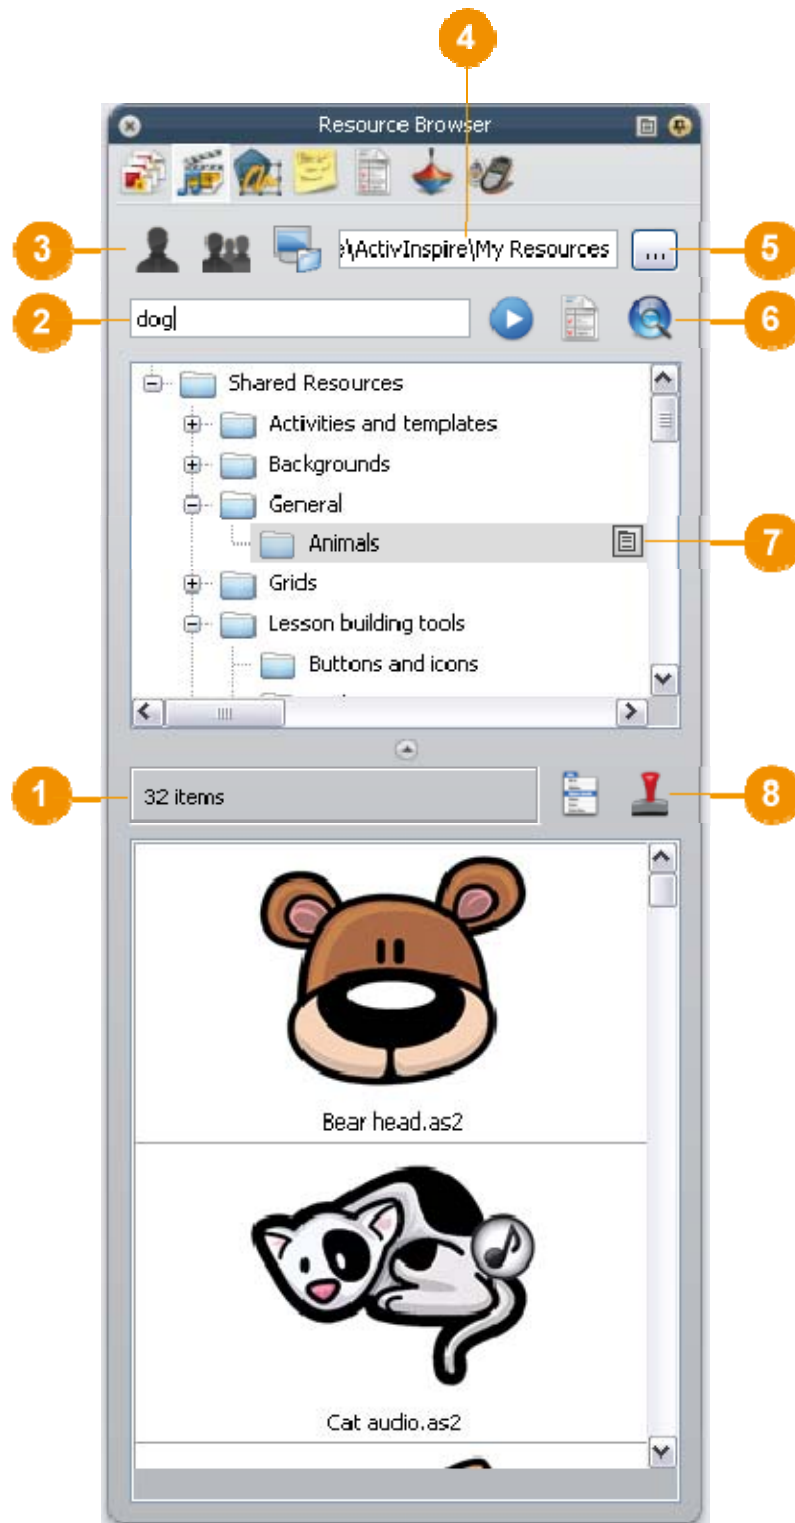 4
Resource Browser
3
e\ActivInspire\My Resources
...
5
2
dog
6
Shared Resources
Activities and templates
Backgrounds
General
Animals
7
Grids
Lesson building tools
Buttons and icons
1
32 items
8
Bear head.as2
Cat audio.as2